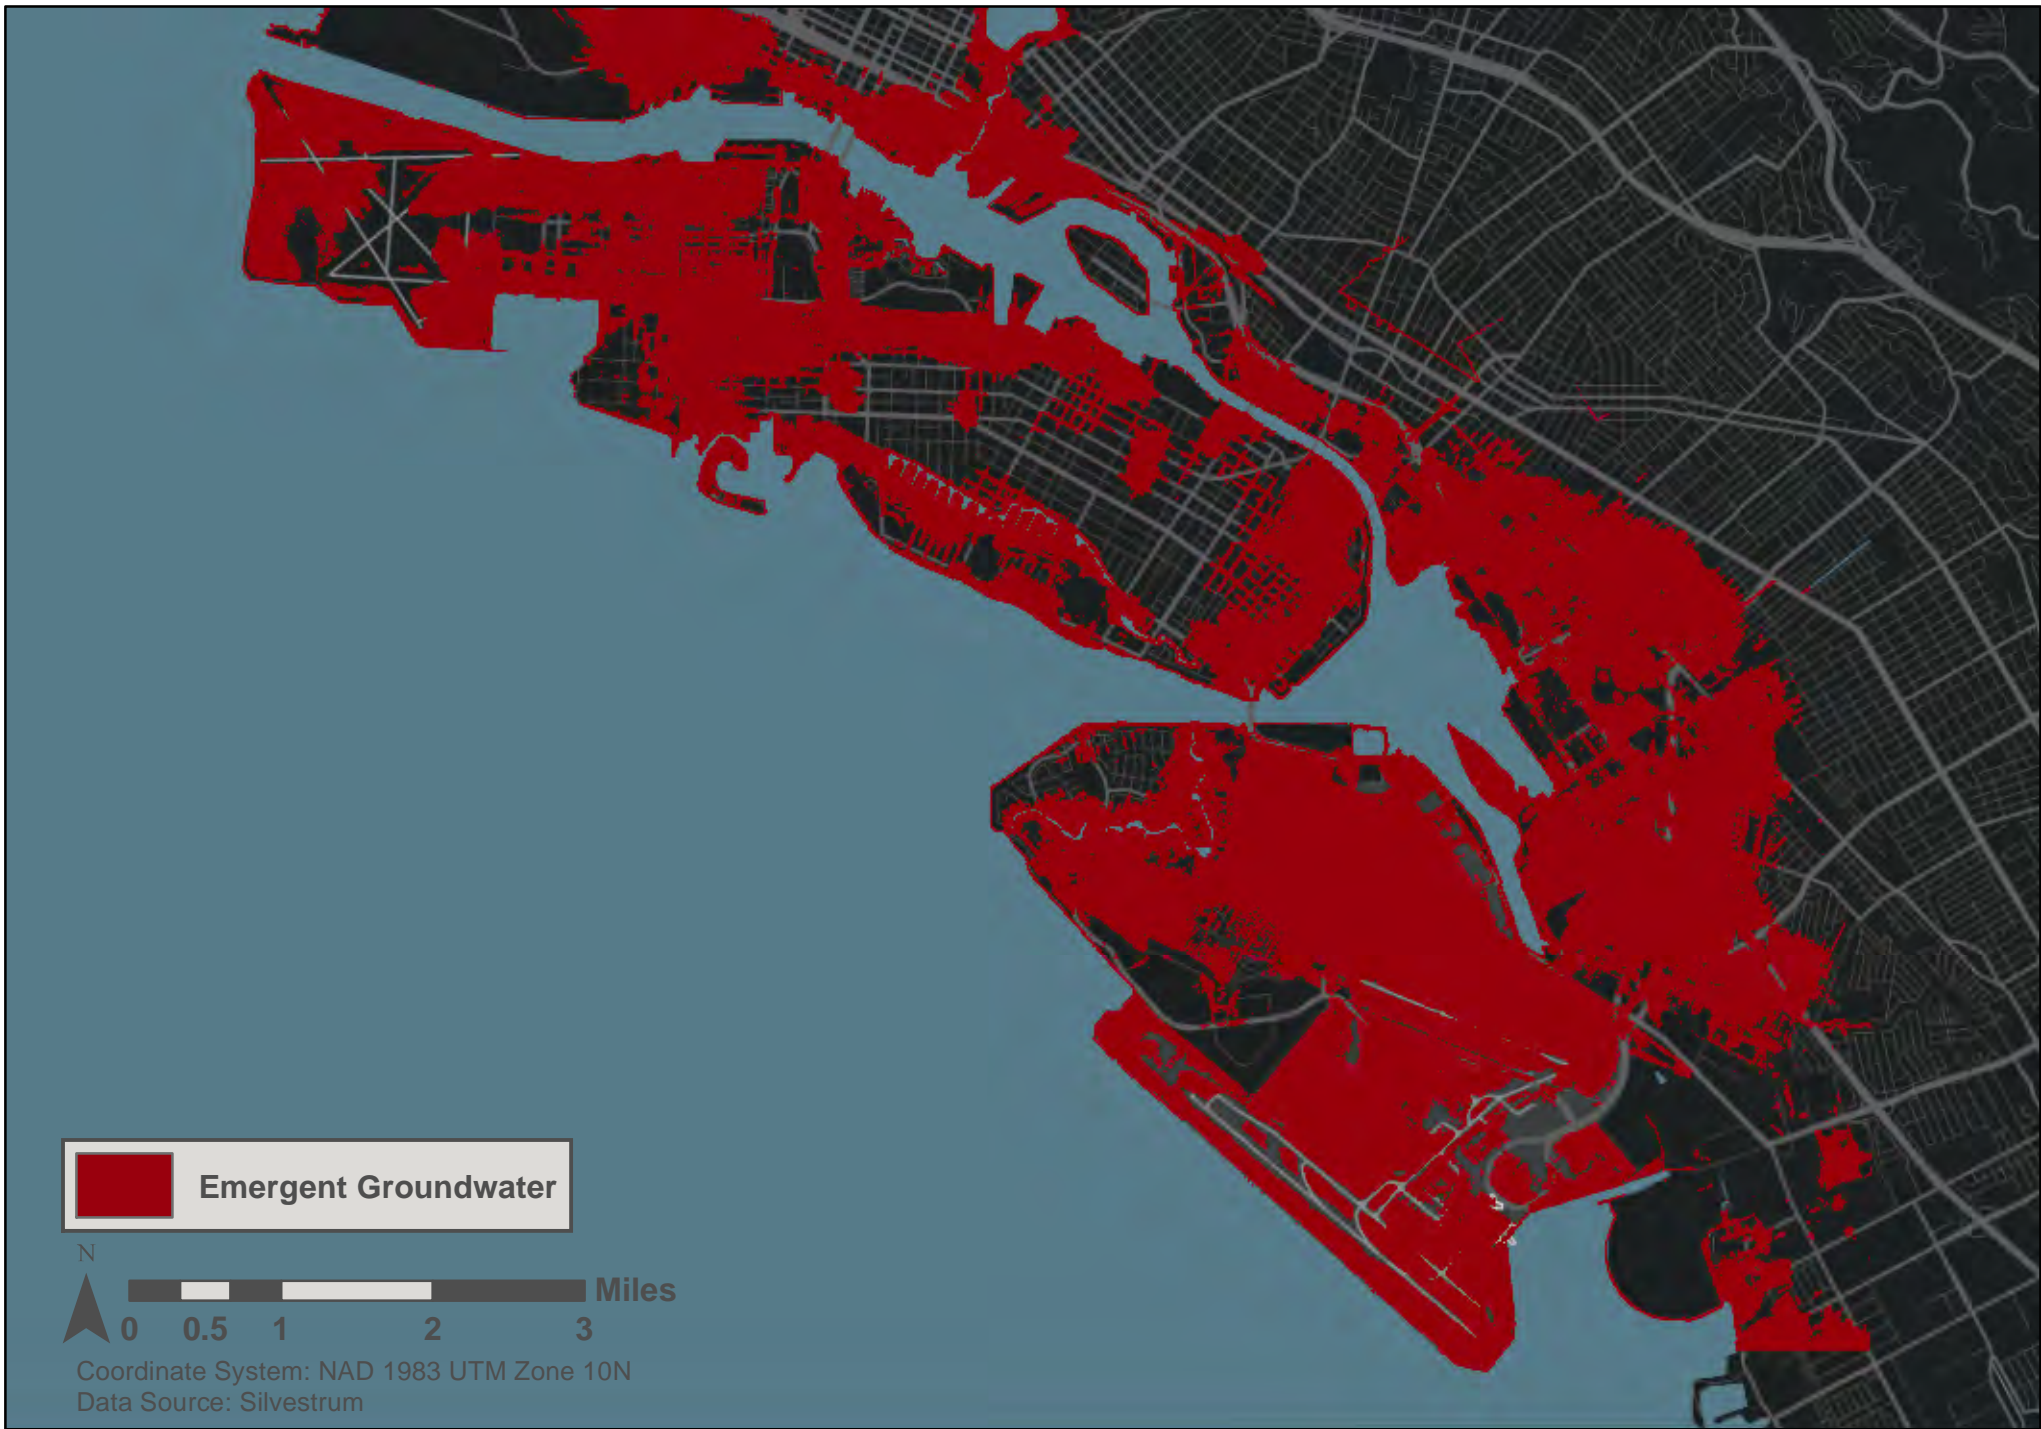 Emergent Groundwater
N
Miles
0 0.5 1 2 3
Coordinate System: NAD 1983 UTM Zone 10N
Data Source: Silvestrum